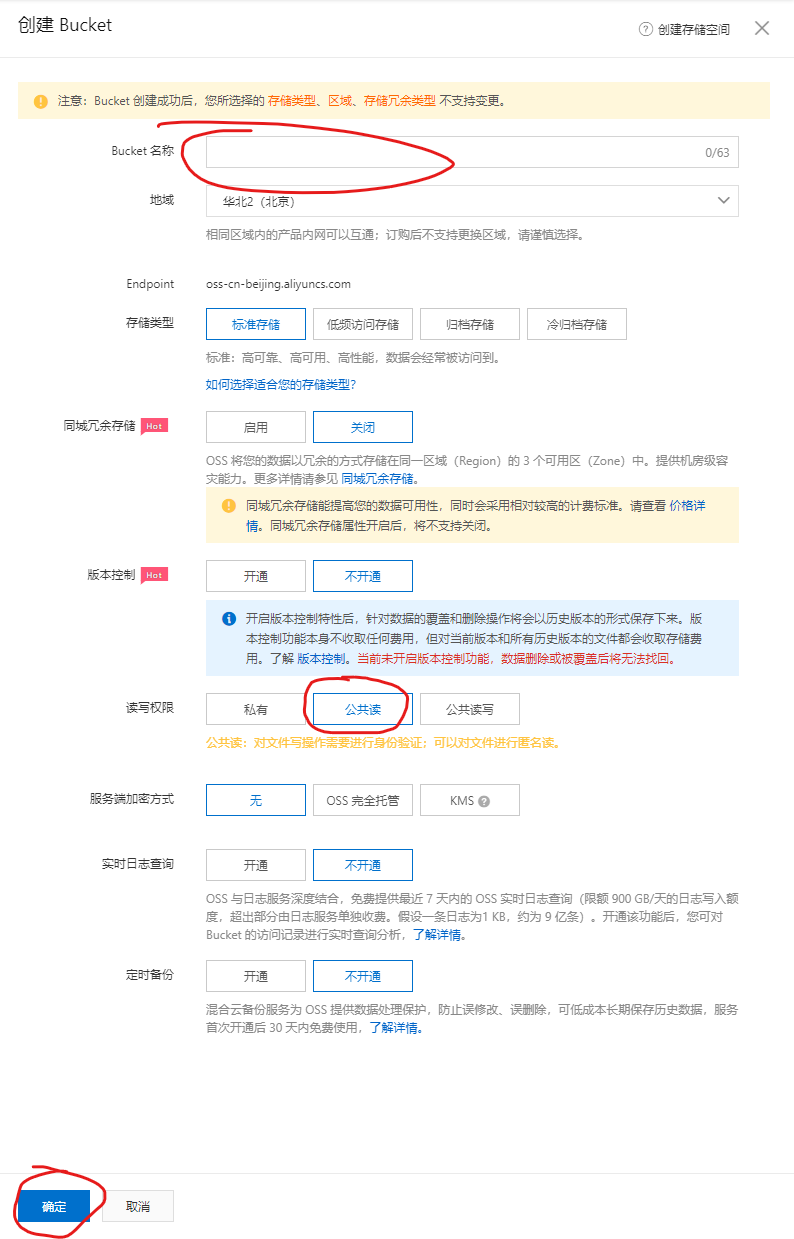 创建 Bucket
? 创建存储空间
注意：Bucket 创建成功后，您所选择的 存储类型、区域、存储冗余类型 不支持变更。
Bucket 名称
0/63
地域
华北2（北京）
相同区域内的产品内网可以互通；订购后不支持更换区域，请谨慎选择。
Endpoint
oss-cn-beijing.aliyuncs.com
存储类型
标准存储 低频访问存储 归档存储 冷归档存储
标准：高可靠、高可用、高性能，数据会经常被访问到。
如何选择适合您的存储类型？
同城冗余存储 Hot 启用 关闭
OSS 将您的数据以冗余的方式存储在同一区域（Region）的 3 个可用区（Zone）中。提供机房级容
灾能力。更多详情请参见 同城冗余存储。
同城冗余存储能提高您的数据可用性，同时会采用相对较高的计费标准。请查看 价格详
情。同城冗余存储属性开启后，将不支持关闭。
版本控制 Hot 开通 不开通
开启版本控制特性后，针对数据的覆盖和删除操作将会以历史版本的形式保存下来。版
本控制功能本身不收取任何费用，但对当前版本和所有历史版本的文件都会收取存储费
用。了解 版本控制。当前未开启版本控制功能，数据删除或被覆盖后将无法找回。
读写权限 私有 公共读 公共读写
公共读：对文件写操作需要进行身份验证；可以对文件进行匿名读。
服务端加密方式 无 OSS 完全托管 KMS ?
实时日志查询 开通 不开通
OSS 与日志服务深度结合，免费提供最近 7 天内的 OSS 实时日志查询（限额 900 GB/天的日志写入额
度，超出部分由日志服务单独收费。假设一条日志为1 KB，约为 9 亿条）。开通该功能后，您可对
Bucket 的访问记录进行实时查询分析，了解详情。
定时备份 开通 不开通
混合云备份服务为 OSS 提供数据处理保护，防止误修改、误删除，可低成本长期保存历史数据，服务
首次开通后 30 天内免费使用，了解详情。
确定 取消